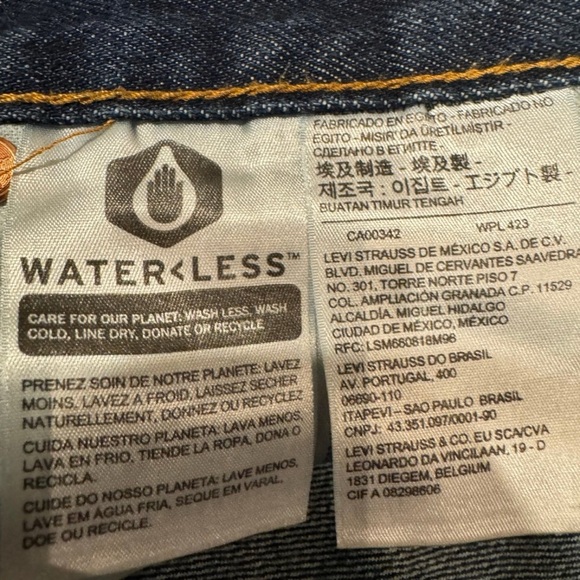 WATER<LESS™
CARE FOR OUR PLANET: WASH LESS, WASH
COLD, LINE DRY, DONATE OR RECYCLE
PRENEZ SOIN DE NOTRE PLANETE: LAVEZ
MOINS, LAVEZ A FROID, LAISSEZ SECHER
NATURELLEMENT, DONNEZ OU RECYCLEZ
CUIDA NUESTRO PLANETA: LAVA MENOS,
LAVA EN FRIO, TIENDE LA ROPA, DONA O
RECICLA.
CUIDE DO NOSSO PLANETA: LAVE MENOS,
LAVE EM ÁGUA FRIA, SEQUE EM VARAL,
DOE OU RECICLE.
FABRICADO EN EGITO - FABRICADO NO
EGITO - MISIR'DA ÜRETILMISTIR -
СДЕЛАНО В ЕГИПТЕ -
埃及制造 - 埃及製 -
제조국 : 이집트 - エジプト製 -
BUATAN TIMUR TENGAH
CA00342 WPL 423
LEVI STRAUSS DE MÉXICO S.A. DE C.V.
BLVD. MIGUEL DE CERVANTES SAAVEDRA
NO. 301, TORRE NORTE PISO 7
COL. AMPLIACIÓN GRANADA C.P. 11529
ALCALDÍA. MIGUEL HIDALGO
CIUDAD DE MÉXICO, MÉXICO
RFC: LSM660618M96
LEVI STRAUSS DO BRASIL
AV. PORTUGAL, 400
06690-110
ITAPEVI - SAO PAULO BRASIL
CNPJ: 43.351.097/0001-90
LEVI STRAUSS & CO. EU SCA/CVA
LEONARDO DA VINCILAAN, 19 - D
1831 DIEGEM, BELGIUM
CIF A 08298606